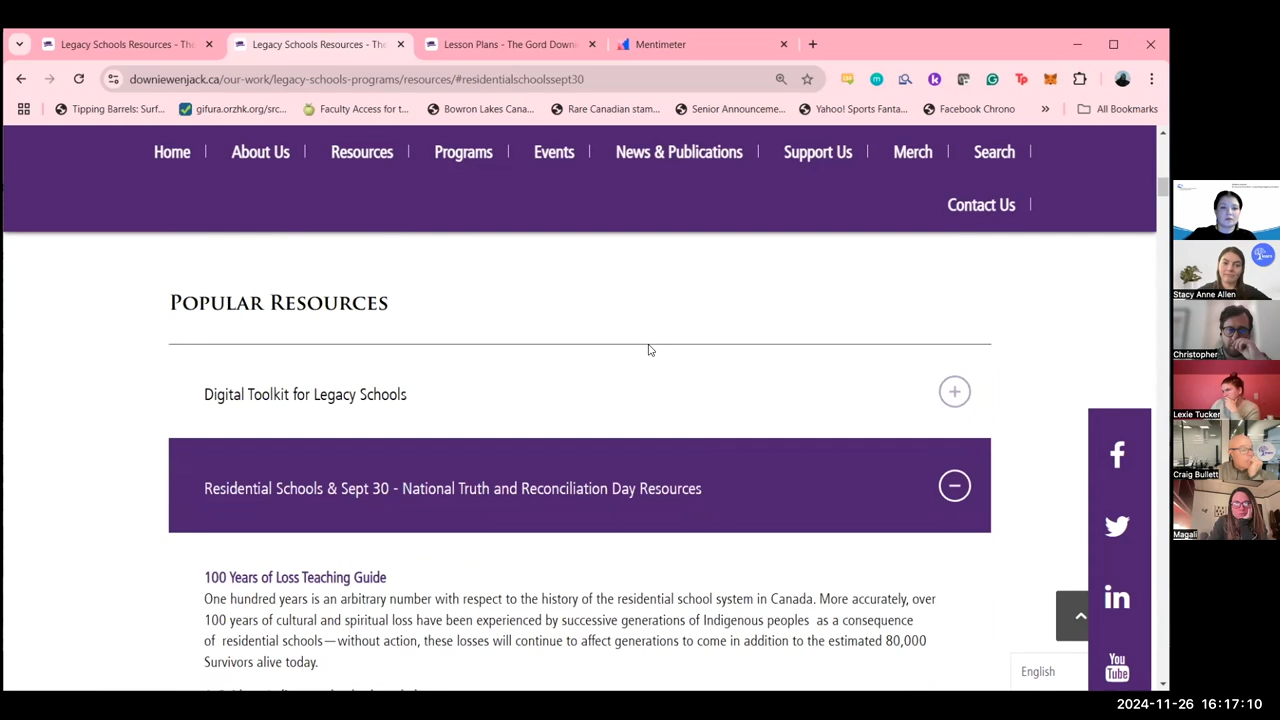 Legacy Schools Resources - The
Legacy Schools Resources - The
Lesson Plans - The Gord Down
Mentimeter
downiewenjack.ca/our-work/legacy-schools-programs/resources/#residentialschoolssept30
Tipping Barrels: Surf...
gifura.orzhk.org/src...
Faculty Access for t...
Bowron Lakes Cana...
Rare Canadian stam...
Senior Announceme...
Yahoo! Sports Fanta...
Facebook Chrono
All Bookmarks
Home
About Us
Resources
Programs
Events
News & Publications
Support Us
Merch
Search
Contact Us
Popular Resources
Digital Toolkit for Legacy Schools
Residential Schools & Sept 30 - National Truth and Reconciliation Day Resources
100 Years of Loss Teaching Guide
One hundred years is an arbitrary number with respect to the history of the residential school system in Canada. More accurately, over
100 years of cultural and spiritual loss have been experienced by successive generations of Indigenous peoples as a consequence
of residential schools—without action, these losses will continue to affect generations to come in addition to the estimated 80,000
Survivors alive today.
English
You
Tube
Stacy Anne Allen
Christopher
Lexie Tucker
Craig Bullett
Magali
2024-11-26 16:17:10